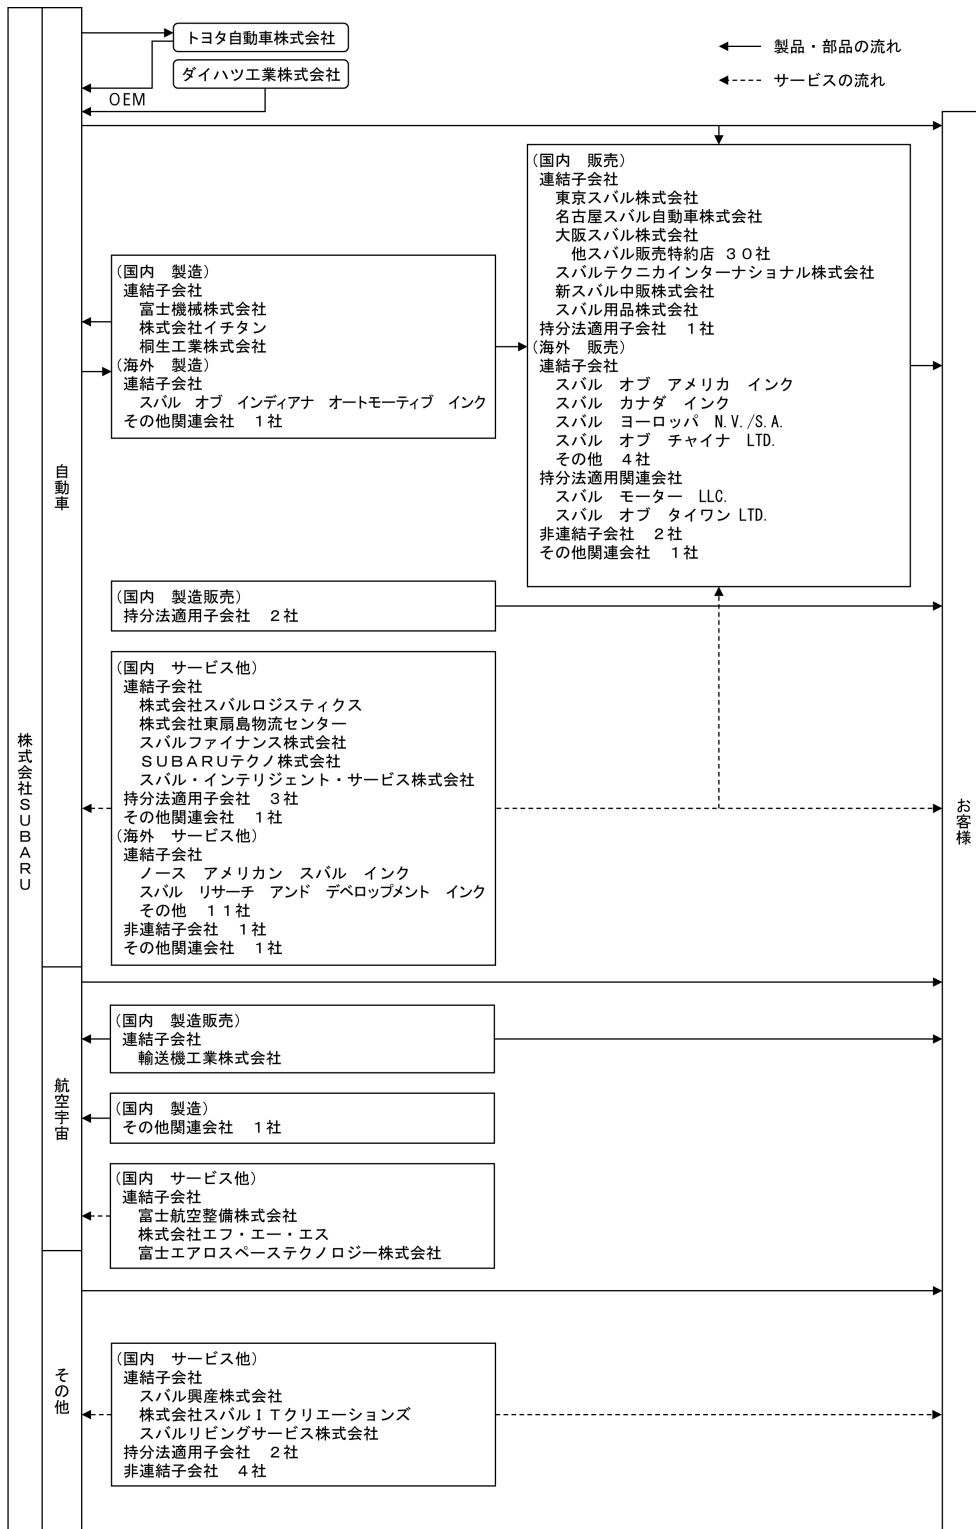 トヨタ自動車株式会社
ダイハツ工業株式会社
OEM
製品・部品の流れ
サービスの流れ
株式会社SUBARU
自動車
(国内　製造)
連結子会社
富士機械株式会社
株式会社イチタン
桐生工業株式会社
(海外　製造)
連結子会社
スバル　オブ　インディアナ　オートモーティブ　インク
その他関連会社　1社
(国内　販売)
連結子会社
東京スバル株式会社
名古屋スバル自動車株式会社
大阪スバル株式会社
他スバル販売特約店　30社
スバルテクニカインターナショナル株式会社
新スバル中販株式会社
スバル用品株式会社
持分法適用子会社　1社
(海外　販売)
連結子会社
スバル　オブ　アメリカ　インク
スバル　カナダ　インク
スバル　ヨーロッパ　N.V./S.A.
スバル　オブ　チャイナ　LTD.
その他　4社
持分法適用関連会社
スバル　モーター　LLC.
スバル　オブ　タイワン LTD.
非連結子会社　2社
その他関連会社　1社
(国内　製造販売)
持分法適用子会社　2社
(国内　サービス他)
連結子会社
株式会社スバルロジスティクス
株式会社東扇島物流センター
スバルファイナンス株式会社
SUBARUテクノ株式会社
スバル・インテリジェント・サービス株式会社
持分法適用子会社　3社
その他関連会社　1社
(海外　サービス他)
連結子会社
ノース　アメリカン　スバル　インク
スバル　リサーチ　アンド　デベロップメント　インク
その他　11社
非連結子会社　1社
その他関連会社　1社
お客様
航空宇宙
(国内　製造販売)
連結子会社
輸送機工業株式会社
(国内　製造)
その他関連会社　1社
(国内　サービス他)
連結子会社
富士航空整備株式会社
株式会社エフ・エー・エス
富士エアロスペーステクノロジー株式会社
その他
(国内　サービス他)
連結子会社
スバル興産株式会社
株式会社スバルITクリエーションズ
スバルリビングサービス株式会社
持分法適用子会社　2社
非連結子会社　4社